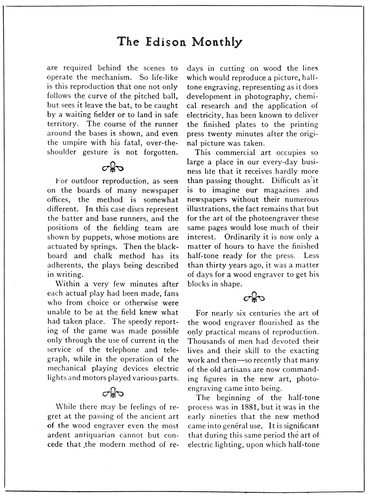 The Edison Monthly
are required behind the scenes to
operate the mechanism. So life-like
is this reproduction that one not only
follows the curve of the pitched ball,
but sees it leave the bat, to be caught
by a waiting fielder or to land in safe
territory. The course of the runner
around the bases is shown, and even
the umpire with his fatal, over-the-
shoulder gesture is not forgotten.
For outdoor reproduction, as seen
on the boards of many newspaper
offices, the method is somewhat
different. In this case discs represent
the batter and base runners, and the
positions of the fielding team are
shown by puppets, whose motions are
actuated by springs. Then the black-
board and chalk method has its
adherents, the plays being described
in writing.
Within a very few minutes after
each actual play had been made, fans
who from choice or otherwise were
unable to be at the field knew what
had taken place. The speedy report-
ing of the game was made possible
only through the use of current in the
service of the telephone and tele-
graph, while in the operation of the
mechanical playing devices electric
lights and motors played various parts.
While there may be feelings of re-
gret at the passing of the ancient art
of the wood engraver even the most
ardent antiquarian cannot but con-
cede that the modern method of re-
days in cutting on wood the lines
which would reproduce a picture, half-
tone engraving, representing as it does
development in photography, chemi-
cal research and the application of
electricity, has been known to deliver
the finished plates to the printing
press twenty minutes after the origi-
nal picture was taken.
This commercial art occupies so
large a place in our every-day busi-
ness life that it receives hardly more
than passing thought. Difficult as it
is to imagine our magazines and
newspapers without their numerous
illustrations, the fact remains that but
for the art of the photoengraver these
same pages would lose much of their
interest. Ordinarily it is now only a
matter of hours to have the finished
half-tone ready for the press. Less
than thirty years ago, it was a matter
of days for a wood engraver to get his
blocks in shape.
For nearly six centuries the art of
the wood engraver flourished as the
only practical means of reproduction.
Thousands of men had devoted their
lives and their skill to the exacting
work and then—so recently that many
of the old artisans are now command-
ing figures in the new art, photo-
engraving came into being.
The beginning of the half-tone
process was in 1881, but it was in the
early nineties that the new method
came into general use. It is significant
that during this same period the art of
electric lighting, upon which half-tone